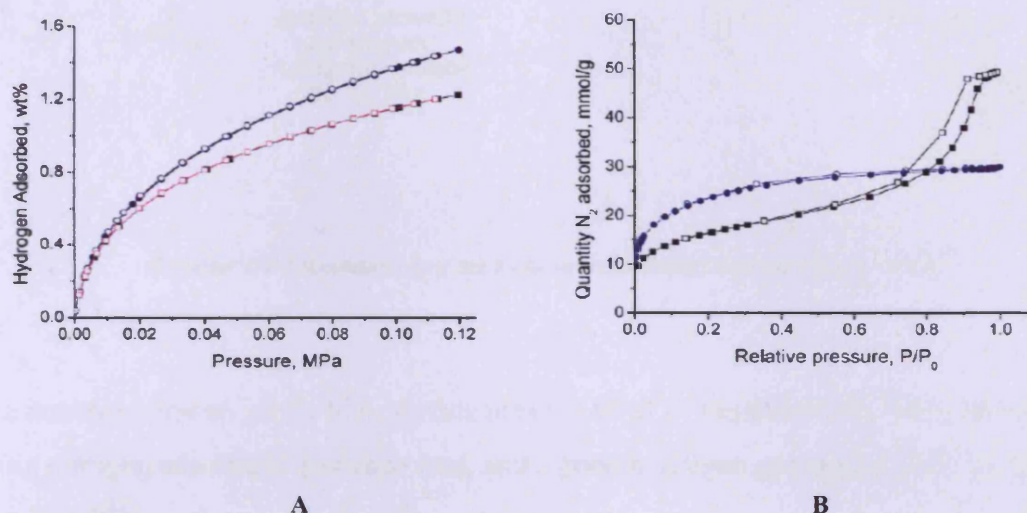 1.6
1.2
0.8
0.4
0.0
0.00 0.02 0.04 0.06 0.08 0.10 0.12
Hydrogen Adsorbed, wt%
Pressure, MPa
A
60
50
40
30
20
10
0
0.0 0.2 0.4 0.6 0.8 1.0
Quantity N₂ adsorbed, mmol/g
Relative pressure, P/P₀
B